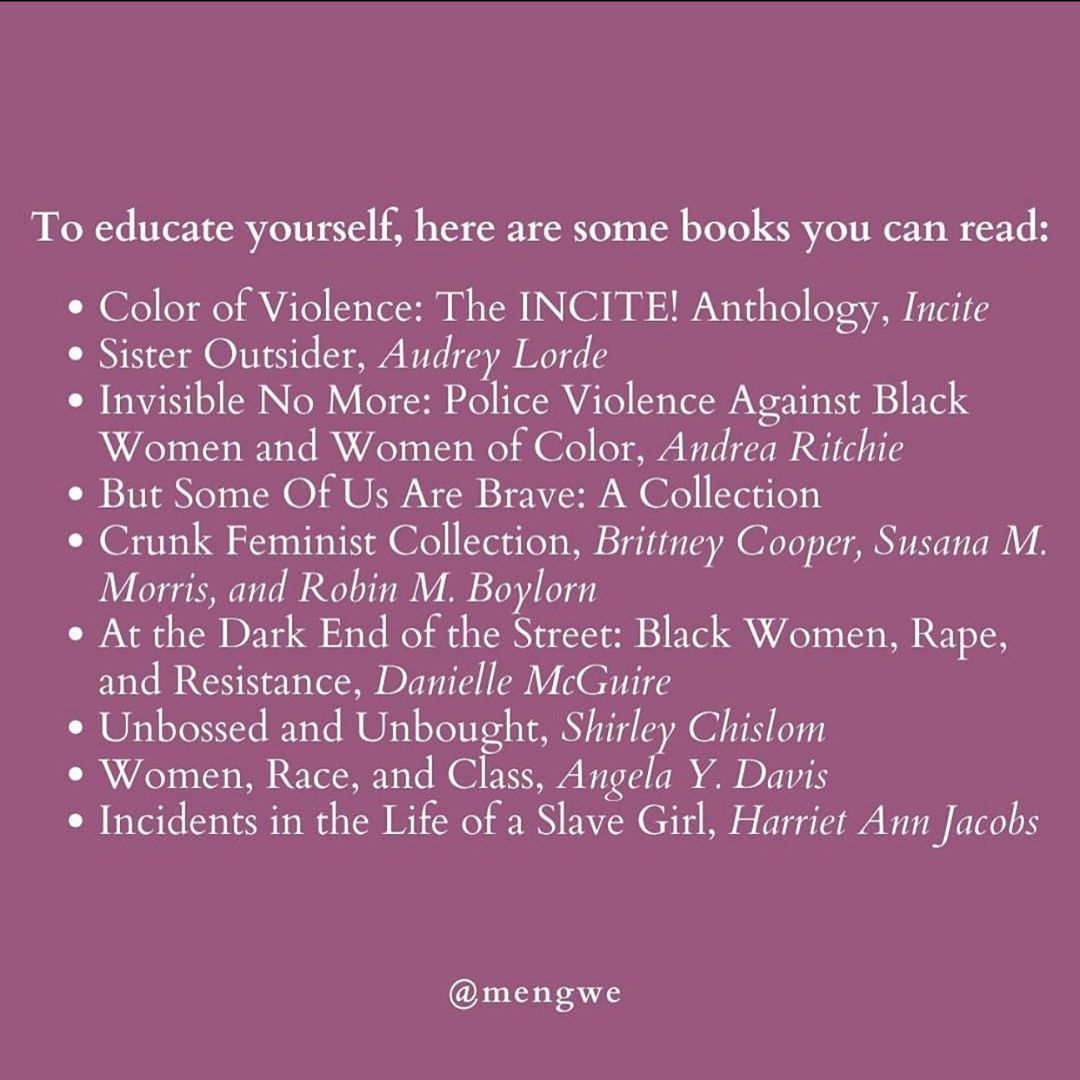 To educate yourself, here are some books you can read:
• Color of Violence: The INCITE! Anthology, Incite
• Sister Outsider, Audrey Lorde
• Invisible No More: Police Violence Against Black
Women and Women of Color, Andrea Ritchie
• But Some Of Us Are Brave: A Collection
• Crunk Feminist Collection, Brittney Cooper, Susana M.
Morris, and Robin M. Boylorn
• At the Dark End of the Street: Black Women, Rape,
and Resistance, Danielle McGuire
• Unbossed and Unbought, Shirley Chislom
• Women, Race, and Class, Angela Y. Davis
• Incidents in the Life of a Slave Girl, Harriet Ann Jacobs
@mengwe